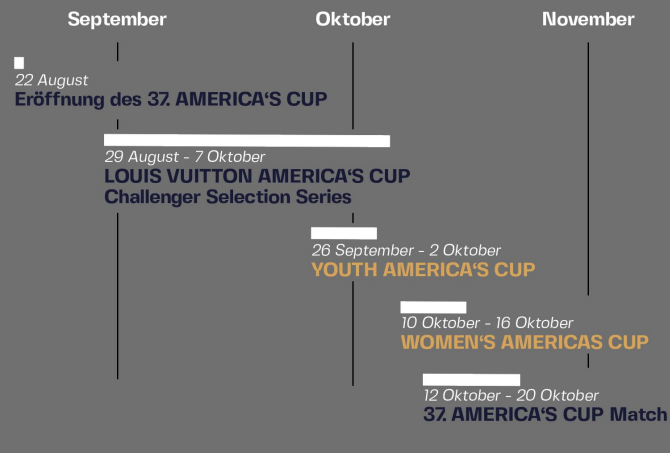 September
Oktober
November
22 August
Eröffnung des 37. AMERICA‘S CUP
29 August - 7 Oktober
LOUIS VUITTON AMERICA‘S CUP
Challenger Selection Series
26 September - 2 Oktober
YOUTH AMERICA‘S CUP
10 Oktober - 16 Oktober
WOMEN‘S AMERICAS CUP
12 Oktober - 20 Oktober
37. AMERICA‘S CUP Match